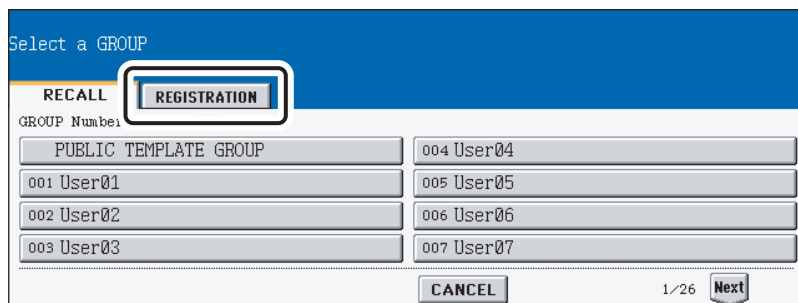 Select a GROUP
RECALL REGISTRATION
GROUP Number
PUBLIC TEMPLATE GROUP 004 User04
001 User01 005 User05
002 User02 006 User06
003 User03 007 User07
CANCEL 1/26 Next